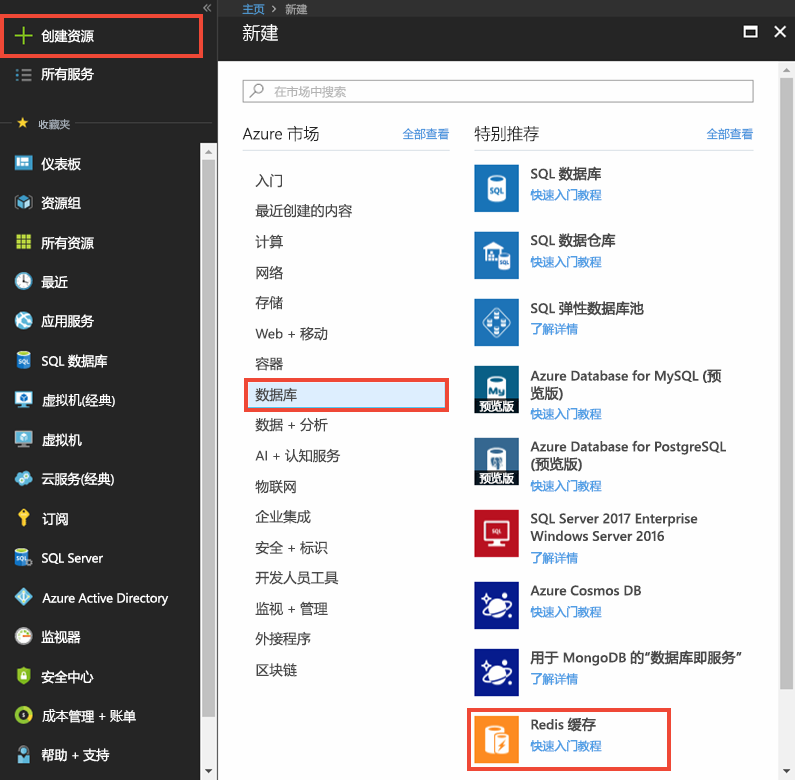 创建资源
所有服务
收藏夹
仪表板
资源组
所有资源
最近
应用服务
SQL 数据库
虚拟机(经典)
虚拟机
云服务(经典)
订阅
SQL Server
Azure Active Directory
监视器
安全中心
成本管理 + 账单
帮助 + 支持
主页 > 新建
新建
在市场中搜索
Azure 市场
全部查看
入门
最近创建的内容
计算
网络
存储
Web + 移动
容器
数据库
数据 + 分析
AI + 认知服务
物联网
企业集成
安全 + 标识
开发人员工具
监视 + 管理
外接程序
区块链
特别推荐
全部查看
SQL
SQL 数据库
快速入门教程
SQL
SQL 数据仓库
快速入门教程
SQL 弹性数据库池
了解详情
My
预览版
Azure Database for MySQL (预
览版)
快速入门教程
预览版
Azure Database for PostgreSQL
(预览版)
快速入门教程
SQL
SQL Server 2017 Enterprise
Windows Server 2016
了解详情
Azure Cosmos DB
快速入门教程
用于 MongoDB 的“数据库即服务”
了解详情
Redis 缓存
快速入门教程